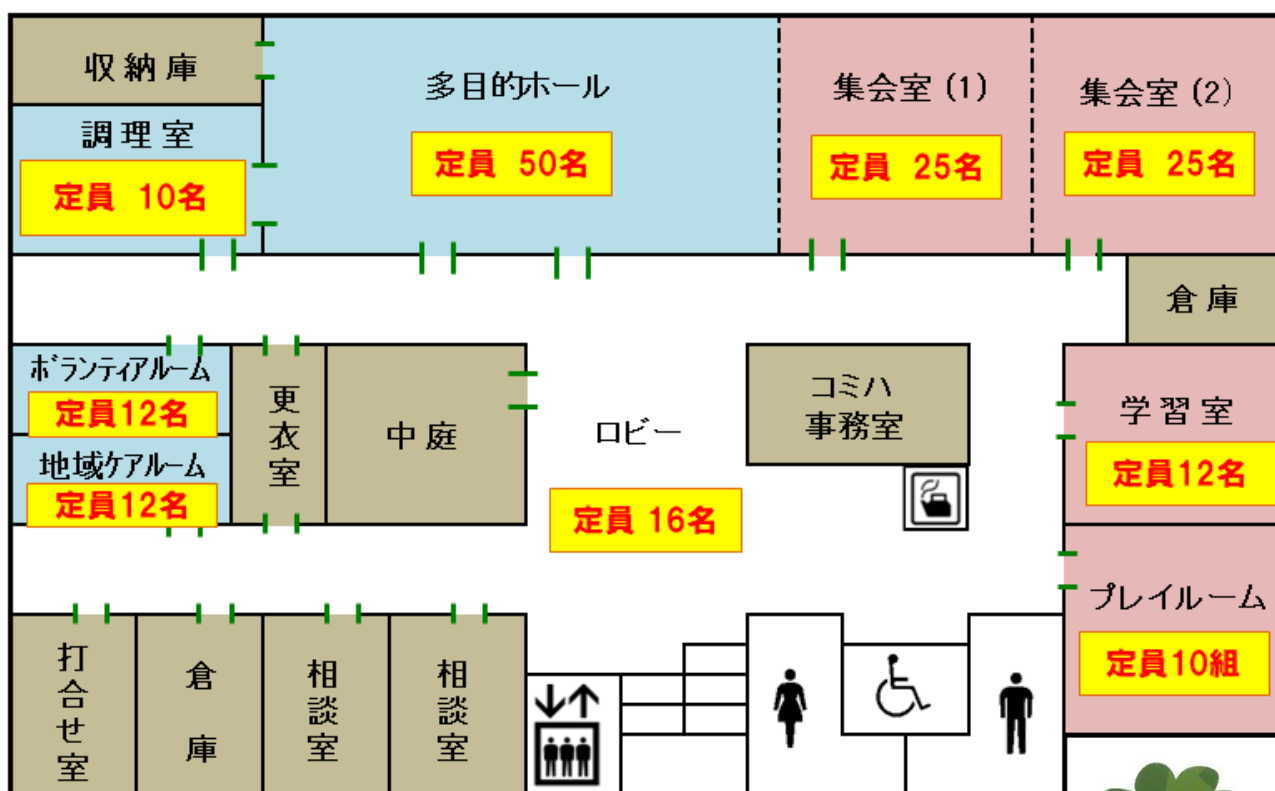 収納庫
多目的ホール
集会室(1)
集会室(2)
調理室
定員 10名
定員 50名
定員 25名
定員 25名
倉庫
ボランティアルーム
定員12名
地域ケアルーム
定員12名
更衣室
中庭
ロビー
定員 16名
コミハ
事務室
学習室
定員12名
プレイルーム
定員10組
打合せ室
倉庫
相談室
相談室